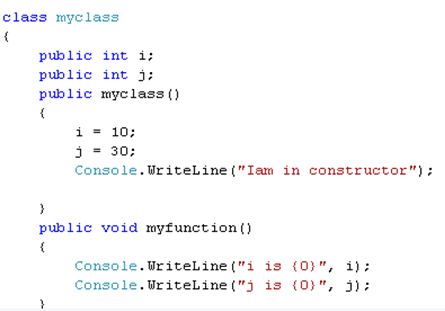 class myclass
{
    public int i;
    public int j;
    public myclass()
    {
        i = 10;
        j = 30;
        Console.WriteLine("Iam in constructor");
    }
    public void myfunction()
    {
        Console.WriteLine("i is {0}", i);
        Console.WriteLine("j is {0}", j);
    }